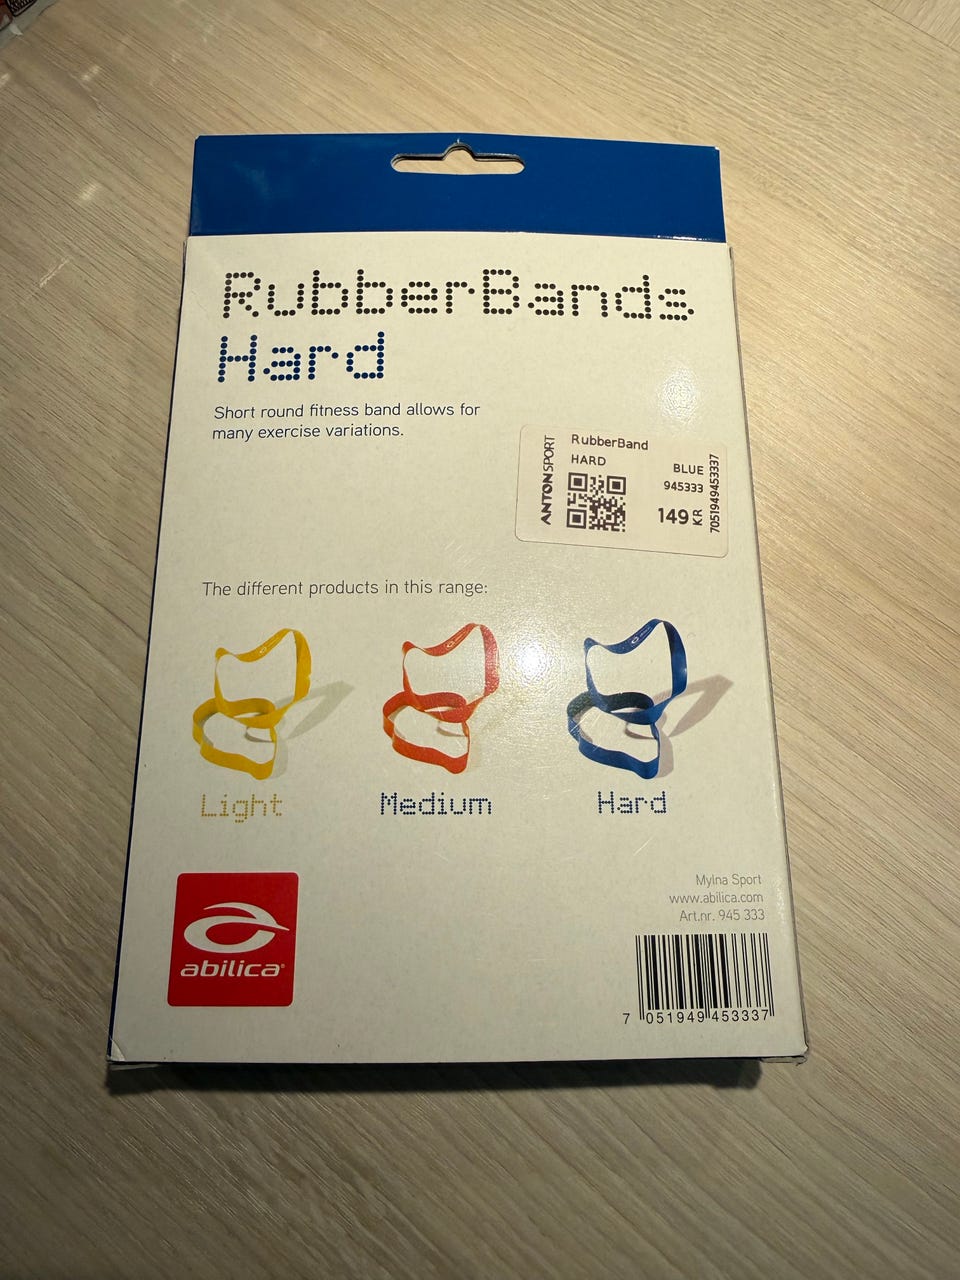 RubberBands
Hard
Short round fitness band allows for
many exercise variations.
ANTON SPORT
RubberBand
HARD
BLUE
945333
149 KR
7051949453337
The different products in this range:
Light
Medium
Hard
abilica®
Mylna Sport
www.abilica.com
Art.nr. 945 333
7 051949 453337